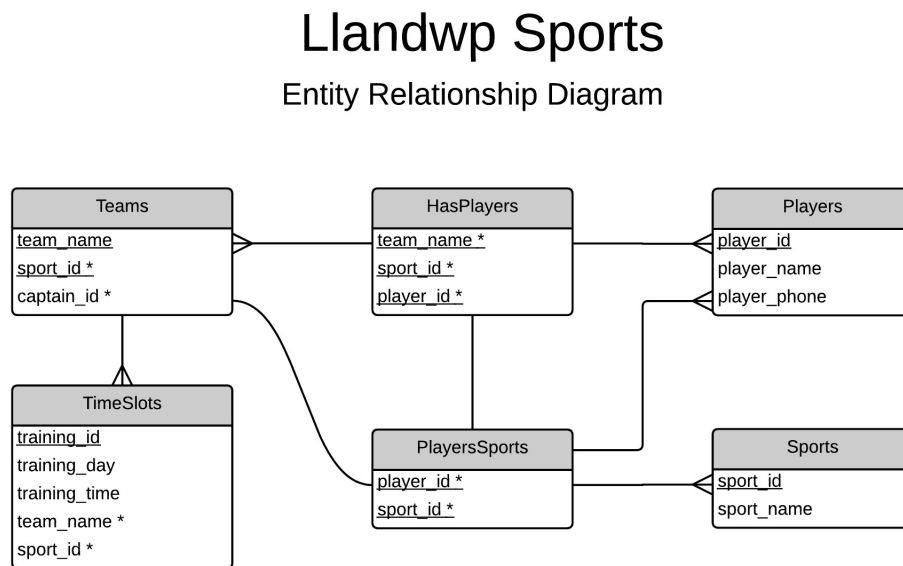 Llandwp Sports
Entity Relationship Diagram
Teams
team_name
sport_id *
captain_id *
HasPlayers
team_name *
sport_id *
player_id *
Players
player_id
player_name
player_phone
TimeSlots
training_id
training_day
training_time
team_name *
sport_id *
PlayersSports
player_id *
sport_id *
Sports
sport_id
sport_name